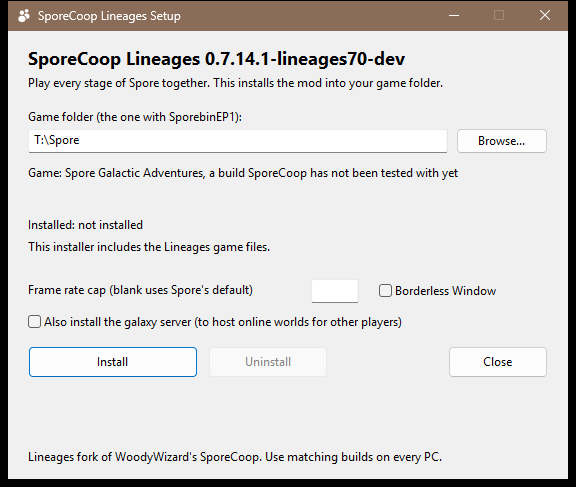 SporeCoop Lineages Setup
SporeCoop Lineages 0.7.14.1-lineages70-dev
Play every stage of Spore together. This installs the mod into your game folder.
Game folder (the one with SporebinEP1):
T:\Spore
Browse...
Game: Spore Galactic Adventures, a build SporeCoop has not been tested with yet
Installed: not installed
This installer includes the Lineages game files.
Frame rate cap (blank uses Spore's default)
Borderless Window
Also install the galaxy server (to host online worlds for other players)
Install
Uninstall
Close
Lineages fork of WoodyWizard's SporeCoop. Use matching builds on every PC.